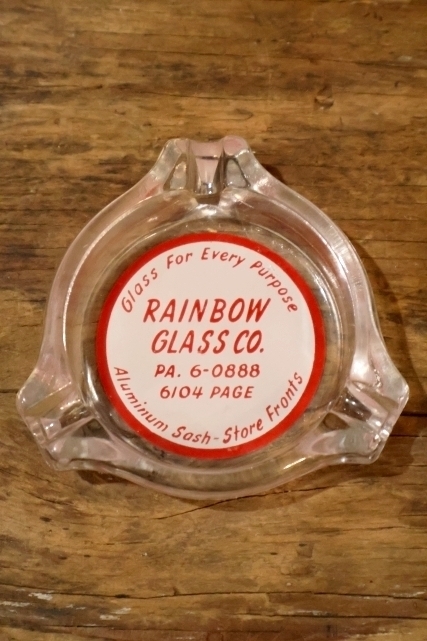 Glass For Every Purpose
RAINBOW
GLASS CO.
PA. 6-0888
6104 PAGE
Aluminum Sash-Store Fronts